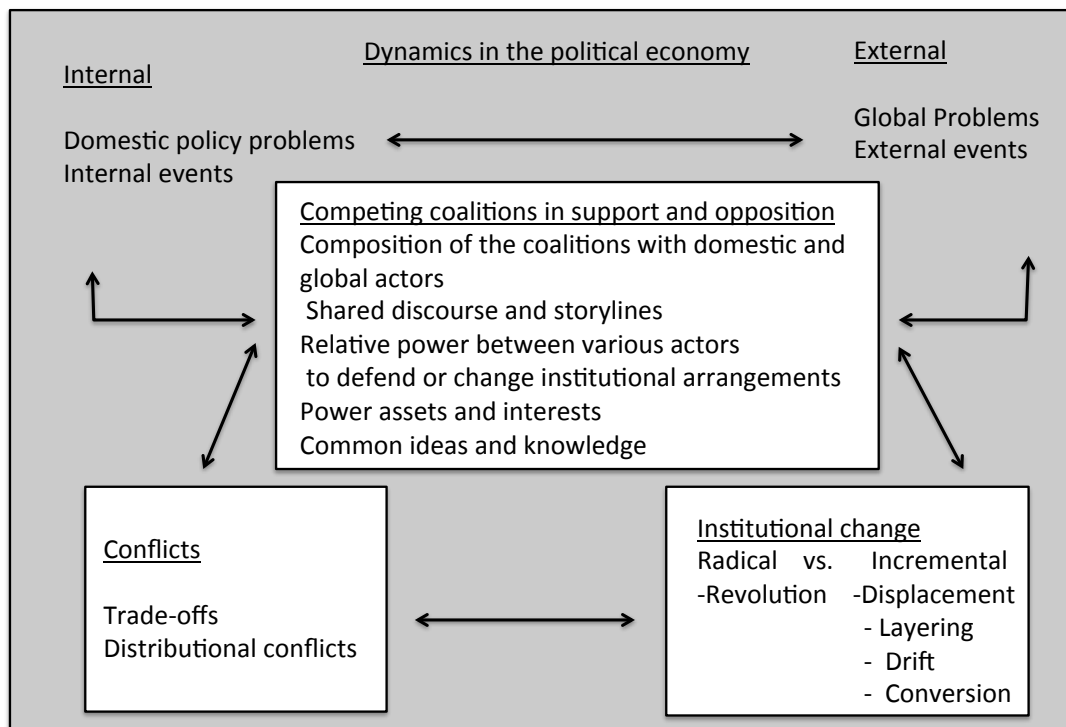 Dynamics in the political economy
Internal
External
Domestic policy problems
Internal events
Global Problems
External events
Competing coalitions in support and opposition
Composition of the coalitions with domestic and
global actors
Shared discourse and storylines
Relative power between various actors
to defend or change institutional arrangements
Power assets and interests
Common ideas and knowledge
Conflicts
Trade-offs
Distributional conflicts
Institutional change
Radical vs. Incremental
-Revolution -Displacement
- Layering
- Drift
- Conversion